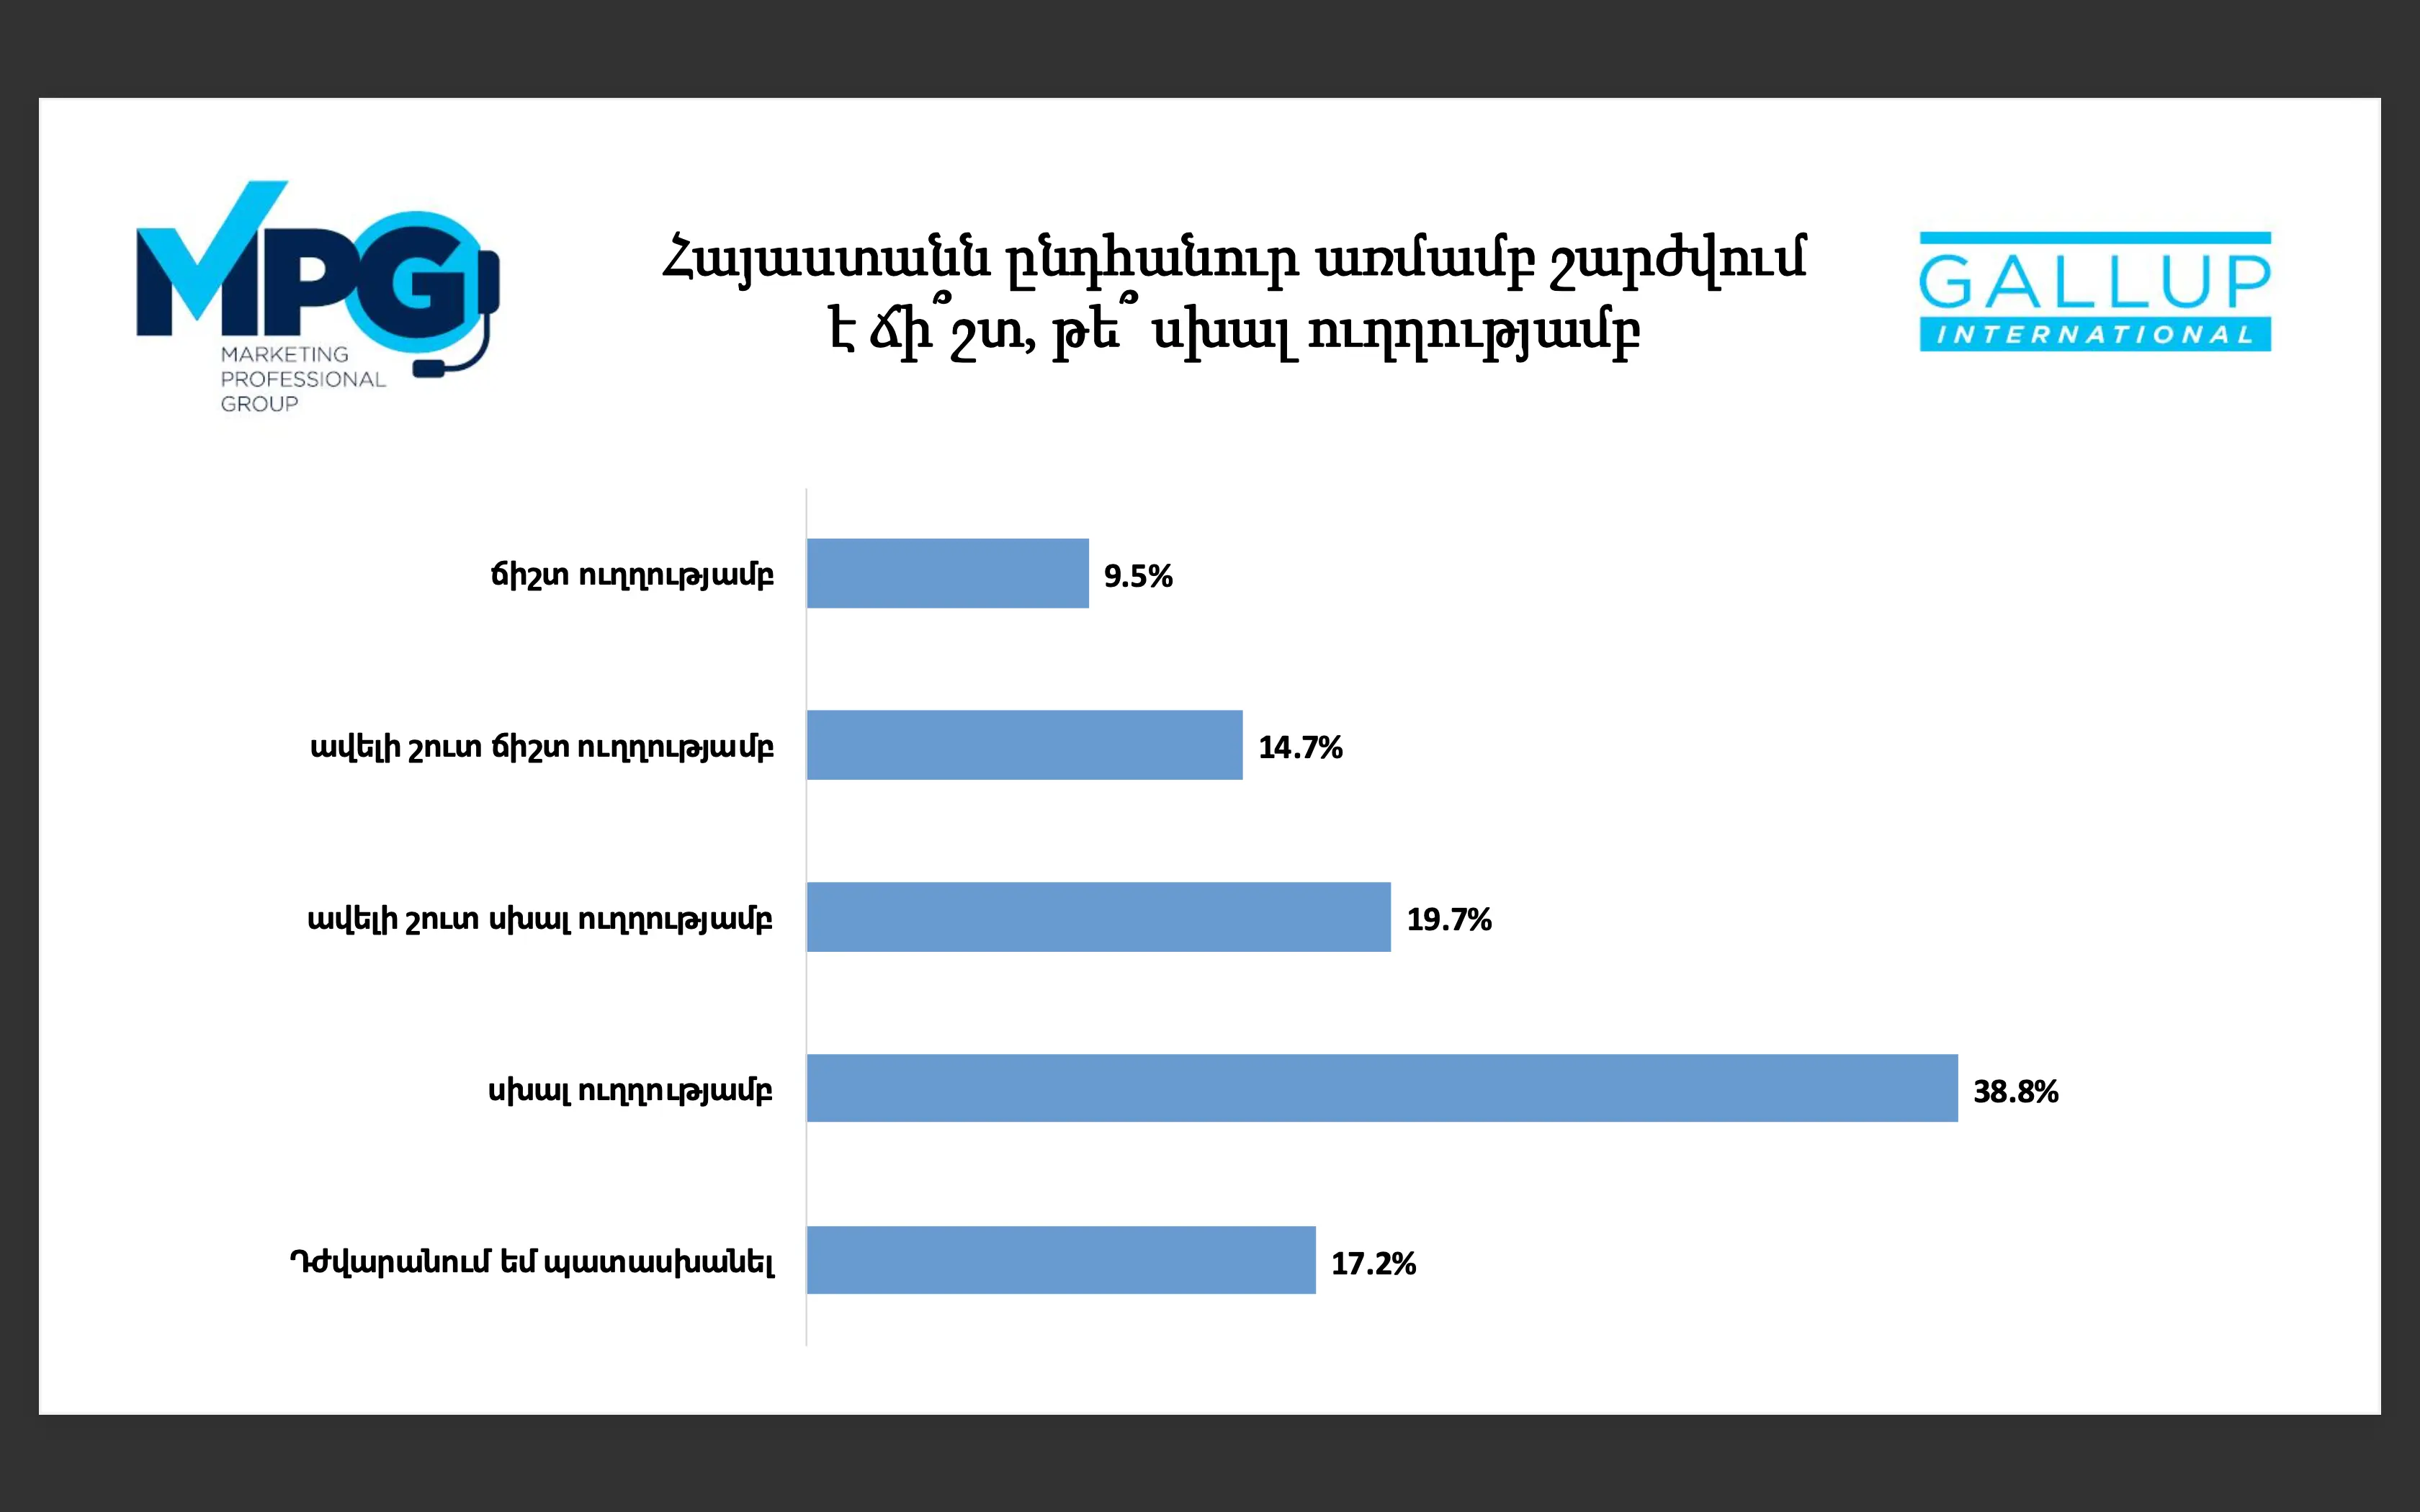 MPG
MARKETING
PROFESSIONAL
GROUP
Հայաստանն ընդհանուր առմամբ շարժվում
է ճի՞շտ, թե՞ սխալ ուղղությամբ
GALLUP
INTERNATIONAL
ճիշտ ուղղությամբ 9.5%
ավելի շուտ ճիշտ ուղղությամբ 14.7%
ավելի շուտ սխալ ուղղությամբ 19.7%
սխալ ուղղությամբ 38.8%
Դժվարանում եմ պատասխանել 17.2%